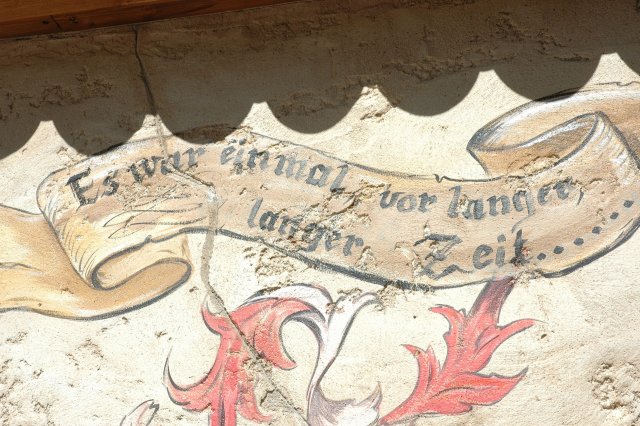 Es war einmal, vor langer,
langer Zeit.......